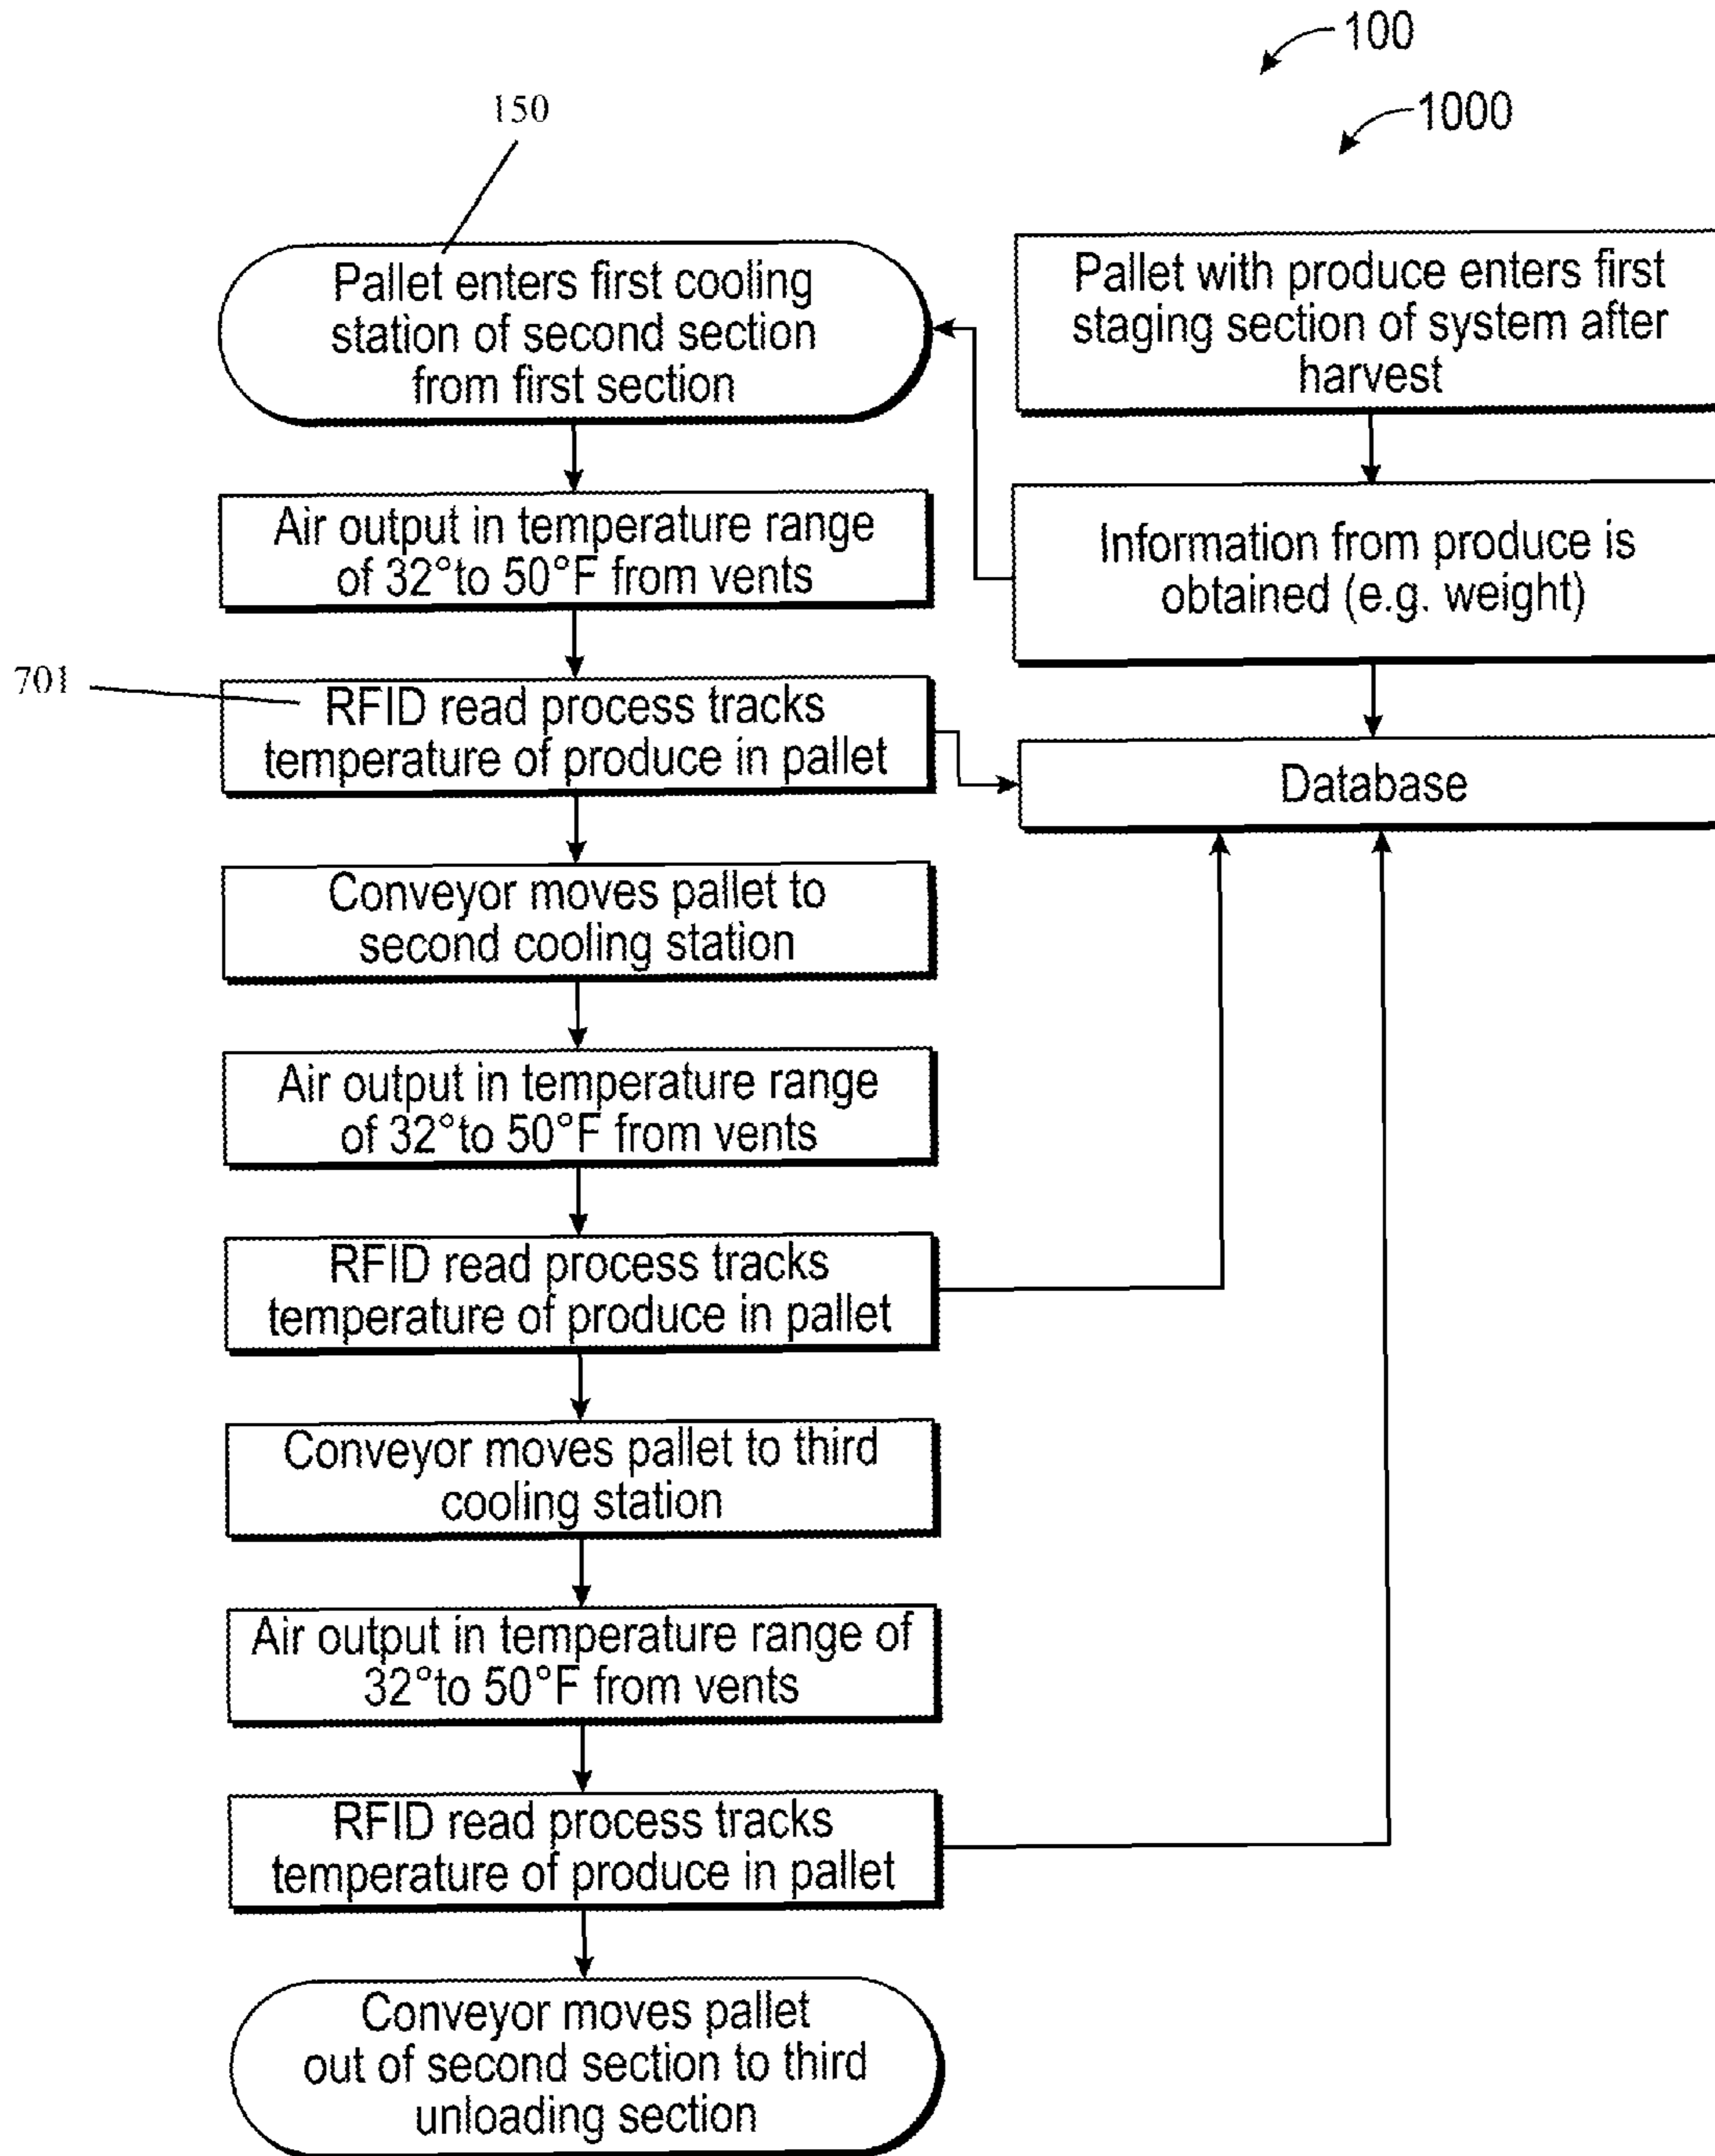 100
1000
150
Pallet enters first cooling
station of second section
from first section
Pallet with produce enters first
staging section of system after
harvest
Air output in temperature range
of 32°to 50°F from vents
Information from produce is
obtained (e.g. weight)
701
RFID read process tracks
temperature of produce in pallet
Database
Conveyor moves pallet to
second cooling station
Air output in temperature range
of 32°to 50°F from vents
RFID read process tracks
temperature of produce in pallet
Conveyor moves pallet to third
cooling station
Air output in temperature range of
32°to 50°F from vents
RFID read process tracks
temperature of produce in pallet
Conveyor moves pallet
out of second section to third
unloading section